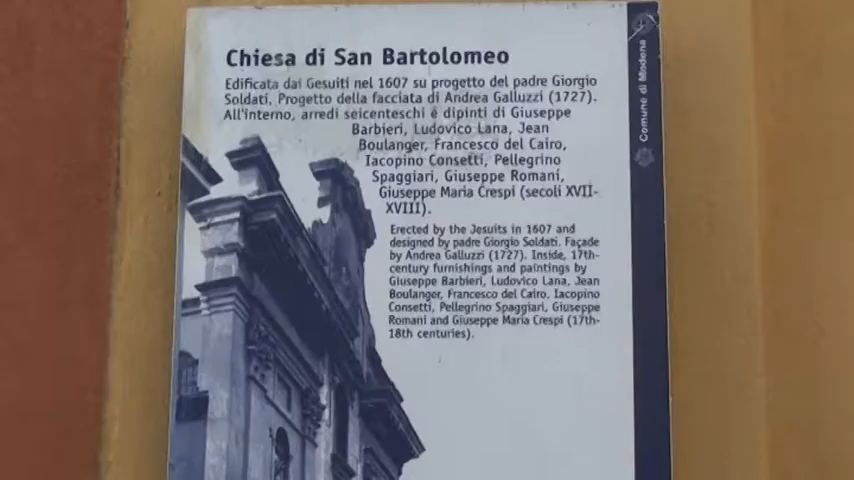 Chiesa di San Bartolomeo
Edificata dai Gesuiti nel 1607 su progetto del padre Giorgio
Soldati. Progetto della facciata di Andrea Galluzzi (1727).
All'interno, arredi seicenteschi e dipinti di Giuseppe
Barbieri, Ludovico Lana, Jean
Boulanger, Francesco del Cairo,
Iacopino Consetti, Pellegrino
Spaggiari, Giuseppe Romani,
Giuseppe Maria Crespi (secoli XVII-
XVIII).
Erected by the Jesuits in 1607 and
designed by padre Giorgio Soldati. Façade
by Andrea Galluzzi (1727). Inside, 17th-
century furnishings and paintings by
Giuseppe Barbieri, Ludovico Lana, Jean
Boulanger, Francesco del Cairo, Iacopino
Consetti, Pellegrino Spaggiari, Giuseppe
Romani and Giuseppe Maria Crespi (17th-
18th centuries).
Comune di Modena